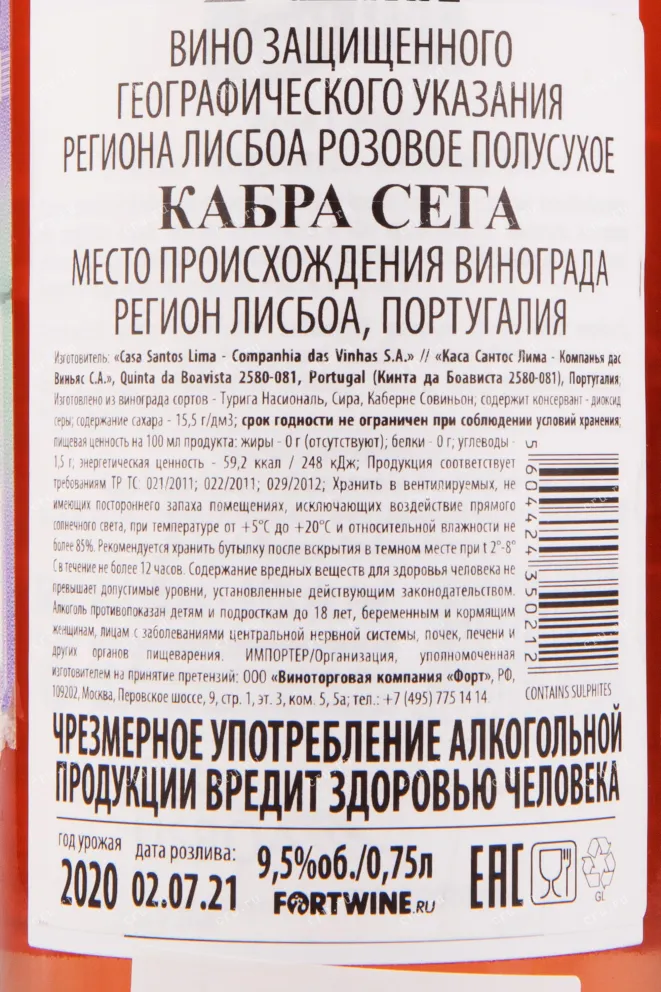 ВИНО ЗАЩИЩЕННОГО
ГЕОГРАФИЧЕСКОГО УКАЗАНИЯ
РЕГИОНА ЛИСБОА РОЗОВОЕ ПОЛУСУХОЕ
КАБРА СЕГА
МЕСТО ПРОИСХОЖДЕНИЯ ВИНОГРАДА
РЕГИОН ЛИСБОА, ПОРТУГАЛИЯ
Изготовитель: «Casa Santos Lima - Companhia das Vinhas S.A.» // «Каса Сантос Лима - Компанья дас
Виньяс С.А.», Quinta da Boavista 2580-081, Portugal (Кинта да Боависта 2580-081), Португалия;
Изготовлено из винограда сортов - Турига Насиональ, Сира, Каберне Совиньон; содержит консервант - диоксид
серы; содержание сахара - 15,5 г/дм3; срок годности не ограничен при соблюдении условий хранения;
пищевая ценность на 100 мл продукта: жиры - 0 г (отсутствуют); белки - 0 г; углеводы -
1,5 г; энергетическая ценность - 59,2 ккал / 248 кДж; Продукция соответствует
требованиям ТР ТС: 021/2011; 022/2011; 029/2012; Хранить в вентилируемых, не
имеющих постороннего запаха помещениях, исключающих воздействие прямого
солнечного света, при температуре от +5°С до +20°С и относительной влажности не
более 85%. Рекомендуется хранить бутылку после вскрытия в темном месте при t 2°-8°
С в течение не более 12 часов. Содержание вредных веществ для здоровья человека не
превышает допустимые уровни, установленные действующим законодательством.
Алкоголь противопоказан детям и подросткам до 18 лет, беременным и кормящим
женщинам, лицам с заболеваниями центральной нервной системы, почек, печени и
других органов пищеварения. ИМПОРТЕР/Организация, уполномоченная
изготовителем на принятие претензий: ООО «Виноторговая компания «Форт», РФ,
109202, Москва, Перовское шоссе, 9, стр. 1, эт. 3, ком. 5, 5а; тел.: +7 (495) 775 14 14.
5 604424 350212
CONTAINS SULPHITES
ЧРЕЗМЕРНОЕ УПОТРЕБЛЕНИЕ АЛКОГОЛЬНОЙ
ПРОДУКЦИИ ВРЕДИТ ЗДОРОВЬЮ ЧЕЛОВЕКА
год урожая
2020
дата розлива:
02.07.21
9,5%об./0,75л
FORTWINE.RU
EAC
GL